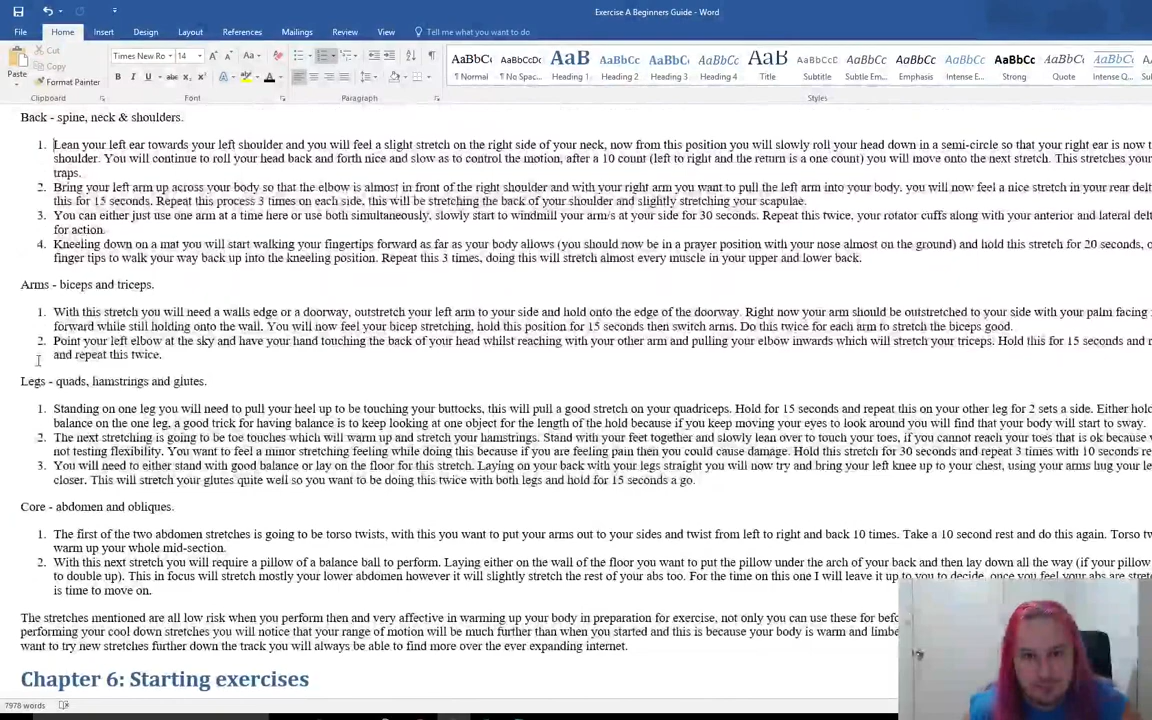 Exercise A Beginners Guide - Word
File Home Insert Design Layout References Mailings Review View Tell me what you want to do
Paste
Cut
Copy
Format Painter
Times New Ro 14
Aa
B I U abc X₂ X²
AaBbC AaBbCcDc AaB AaBbCc AaBbC AaBbCc AaB AaBbCcD AaBbCc AaBbCc AaBbCc AaBbCc AaBbCc AaBbCc
¶ Normal ¶ No Spac... Heading 1 Heading 2 Heading 3 Heading 4 Title Subtitle Subtle Em... Emphasis Intense E... Strong Quote Intense Q...
Clipboard Font Paragraph Styles
Back - spine, neck & shoulders.
1. Lean your left ear towards your left shoulder and you will feel a slight stretch on the right side of your neck, now from this position you will slowly roll your head down in a semi-circle so that your right ear is now t
shoulder. You will continue to roll your head back and forth nice and slow as to control the motion, after a 10 count (left to right and the return is a one count) you will move onto the next stretch. This stretches your
traps.
2. Bring your left arm up across your body so that the elbow is almost in front of the right shoulder and with your right arm you want to pull the left arm into your body. you will now feel a nice stretch in your rear delt
this for 15 seconds. Repeat this process 3 times on each side, this will be stretching the back of your shoulder and slightly stretching your scapulae.
3. You can either just use one arm at a time here or use both simultaneously, slowly start to windmill your arm/s at your side for 30 seconds. Repeat this twice, your rotator cuffs along with your anterior and lateral delt
for action.
4. Kneeling down on a mat you will start walking your fingertips forward as far as your body allows (you should now be in a prayer position with your nose almost on the ground) and hold this stretch for 20 seconds, o
finger tips to walk your way back up into the kneeling position. Repeat this 3 times, doing this will stretch almost every muscle in your upper and lower back.
Arms - biceps and triceps.
1. With this stretch you will need a walls edge or a doorway, outstretch your left arm to your side and hold onto the edge of the doorway. Right now your arm should be outstretched to your side with your palm facing
forward while still holding onto the wall. You will now feel your bicep stretching, hold this position for 15 seconds then switch arms. Do this twice for each arm to stretch the biceps good.
2. Point your left elbow at the sky and have your hand touching the back of your head whilst reaching with your other arm and pulling your elbow inwards which will stretch your triceps. Hold this for 15 seconds and r
and repeat this twice.
Legs - quads, hamstrings and glutes.
1. Standing on one leg you will need to pull your heel up to be touching your buttocks, this will pull a good stretch on your quadriceps. Hold for 15 seconds and repeat this on your other leg for 2 sets a side. Either hold
balance on the one leg, a good trick for having balance is to keep looking at one object for the length of the hold because if you keep moving your eyes to look around you will find that your body will start to sway.
2. The next stretching is going to be toe touches which will warm up and stretch your hamstrings. Stand with your feet together and slowly lean over to touch your toes, if you cannot reach your toes that is ok because w
not testing flexibility. You want to feel a minor stretching feeling while doing this because if you are feeling pain then you could cause damage. Hold this stretch for 30 seconds and repeat 3 times with 10 seconds re
3. You will need to either stand with good balance or lay on the floor for this stretch. Laying on your back with your legs straight you will now try and bring your left knee up to your chest, using your arms hug your le
closer. This will stretch your glutes quite well so you want to be doing this twice with both legs and hold for 15 seconds a go.
Core - abdomen and obliques.
1. The first of the two abdomen stretches is going to be torso twists, with this you want to put your arms out to your sides and twist from left to right and back 10 times. Take a 10 second rest and do this again. Torso tw
warm up your whole mid-section.
2. With this next stretch you will require a pillow of a balance ball to perform. Laying either on the wall of the floor you want to put the pillow under the arch of your back and then lay down all the way (if your pillow
to double up). This in focus will stretch mostly your lower abdomen however it will slightly stretch the rest of your abs too. For the time on this one I will leave it up to you to decide, once you feel your abs are stret
is time to move on.
The stretches mentioned are all low risk when you perform then and very affective in warming up your body in preparation for exercise, not only you can use these for befo
performing your cool down stretches you will notice that your range of motion will be much further than when you started and this is because your body is warm and limbe
want to try new stretches further down the track you will always be able to find more over the ever expanding internet.
Chapter 6: Starting exercises
7978 words